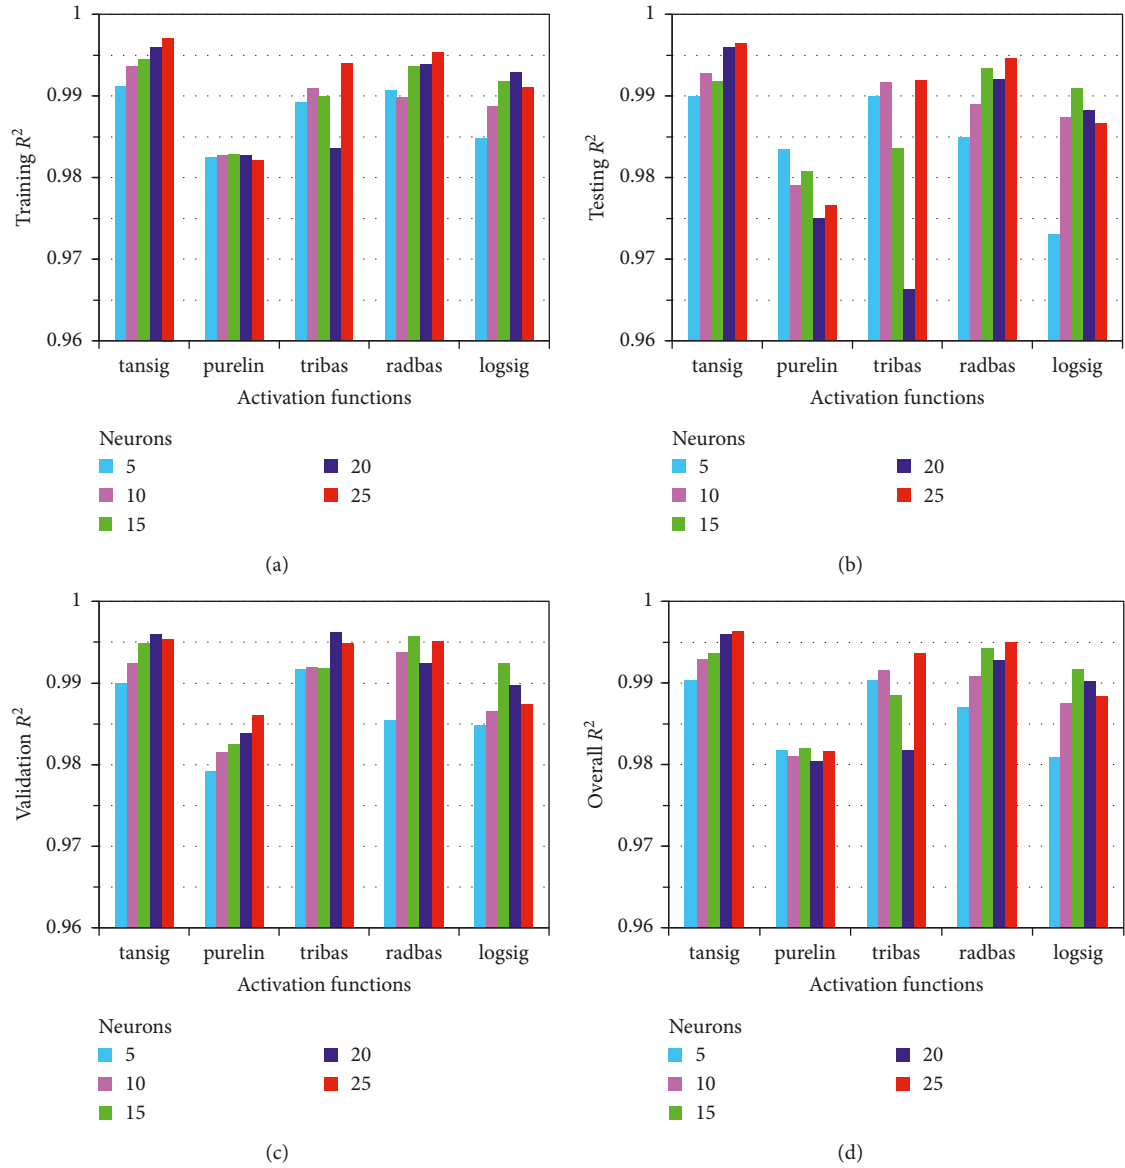 1
0.99
0.98
0.97
0.96
Training R²
tansig purelin tribas radbas logsig
Activation functions
Neurons
5 20
10 25
15
(a)
1
0.99
0.98
0.97
0.96
Testing R²
tansig purelin tribas radbas logsig
Activation functions
Neurons
5 20
10 25
15
(b)
1
0.99
0.98
0.97
0.96
Validation R²
tansig purelin tribas radbas logsig
Activation functions
Neurons
5 20
10 25
15
(c)
1
0.99
0.98
0.97
0.96
Overall R²
tansig purelin tribas radbas logsig
Activation functions
Neurons
5 20
10 25
15
(d)